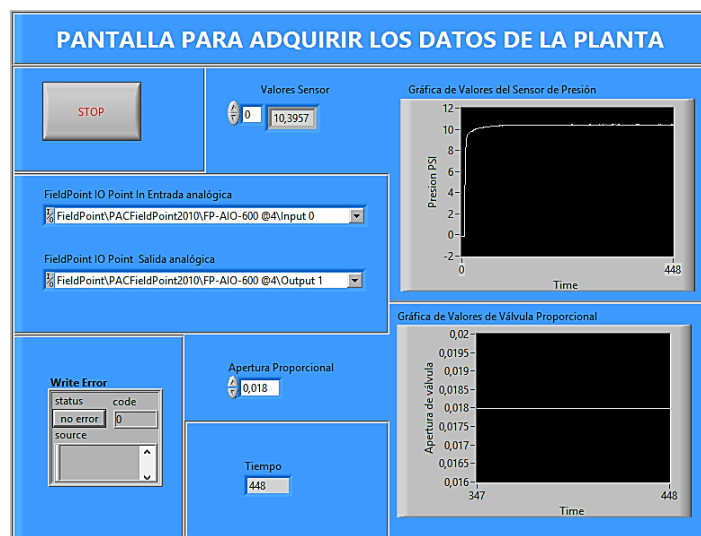 PANTALLA PARA ADQUIRIR LOS DATOS DE LA PLANTA
STOP
Valores Sensor
0
10,3957
Gráfica de Valores del Sensor de Presión
Presion PSI
12
10
8
6
4
2
0
-2
0
448
Time
FieldPoint IO Point In Entrada analógica
I/O
FieldPoint\PACFieldPoint2010\FP-AIO-600 @4\Input 0
FieldPoint IO Point Salida analógica
I/O
FieldPoint\PACFieldPoint2010\FP-AIO-600 @4\Output 1
Gráfica de Valores de Válvula Proporcional
Apertura de válvula
0,02
0,0195
0,019
0,0185
0,018
0,0175
0,017
0,0165
0,016
347
448
Time
Write Error
status
code
no error
0
source
Apertura Proporcional
0,018
Tiempo
448